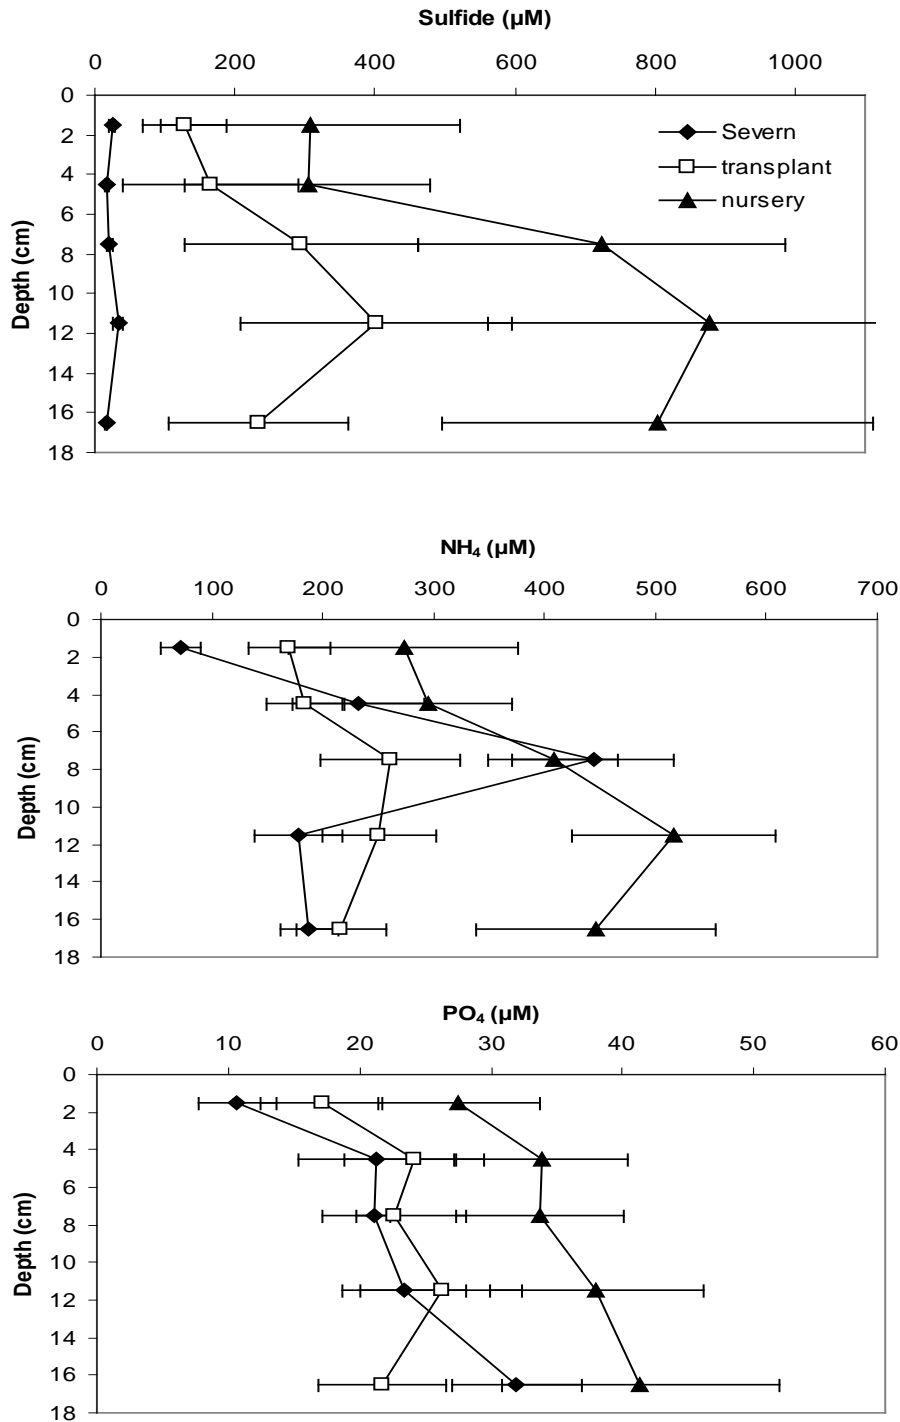 Sulfide (µM)
0 200 400 600 800 1000
0
2
4
6
8
10
12
14
16
18
Depth (cm)
Severn
transplant
nursery
NH₄ (µM)
0 100 200 300 400 500 600 700
0
2
4
6
8
10
12
14
16
18
Depth (cm)
PO₄ (µM)
0 10 20 30 40 50 60
0
2
4
6
8
10
12
14
16
18
Depth (cm)